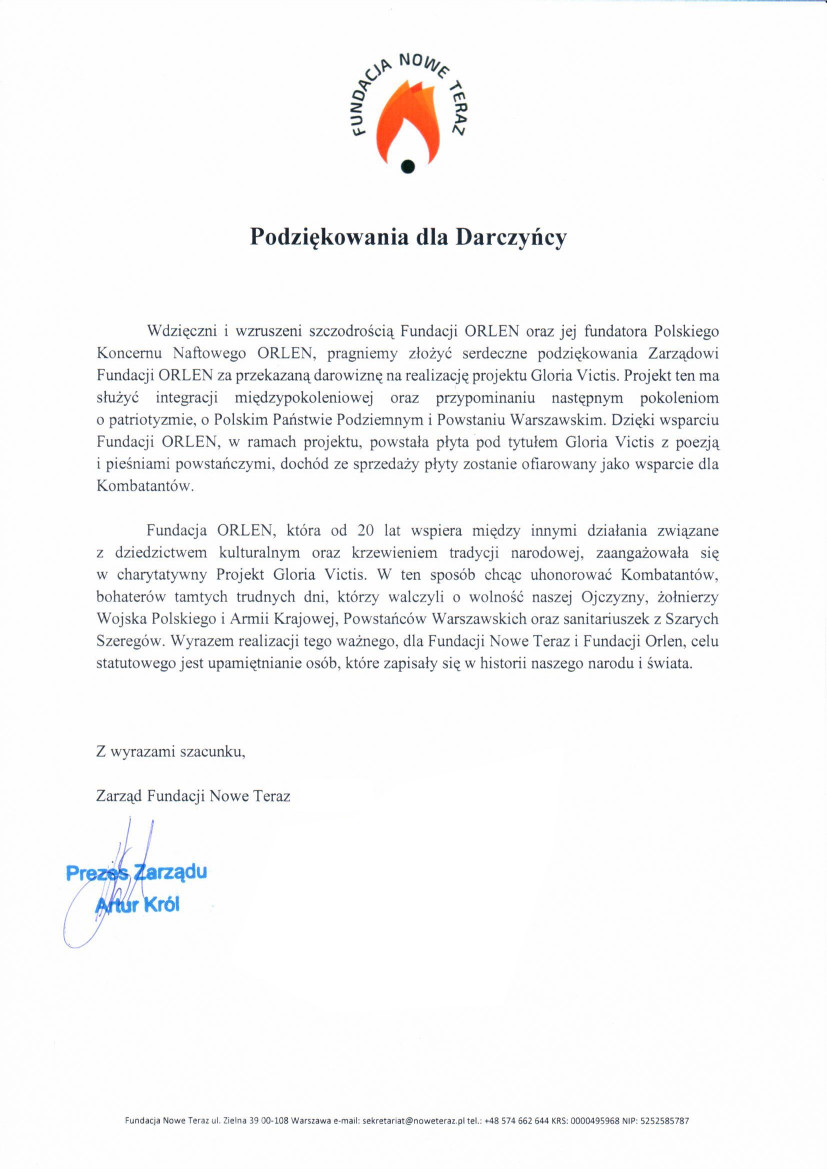 FUNDACJA NOWE TERAZ
Podziękowania dla Darczyńcy
Wdzięczni i wzruszeni szczodrością Fundacji ORLEN oraz jej fundatora Polskiego
Koncernu Naftowego ORLEN, pragniemy złożyć serdeczne podziękowania Zarządowi
Fundacji ORLEN za przekazaną darowiznę na realizację projektu Gloria Victis. Projekt ten ma
służyć integracji międzypokoleniowej oraz przypominaniu następnym pokoleniom
o patriotyzmie, o Polskim Państwie Podziemnym i Powstaniu Warszawskim. Dzięki wsparciu
Fundacji ORLEN, w ramach projektu, powstała płyta pod tytułem Gloria Victis z poezją
i pieśniami powstańczymi, dochód ze sprzedaży płyty zostanie ofiarowany jako wsparcie dla
Kombatantów.
Fundacja ORLEN, która od 20 lat wspiera między innymi działania związane
z dziedzictwem kulturalnym oraz krzewieniem tradycji narodowej, zaangażowała się
w charytatywny Projekt Gloria Victis. W ten sposób chcąc uhonorować Kombatantów,
bohaterów tamtych trudnych dni, którzy walczyli o wolność naszej Ojczyzny, żołnierzy
Wojska Polskiego i Armii Krajowej, Powstańców Warszawskich oraz sanitariuszek z Szarych
Szeregów. Wyrazem realizacji tego ważnego, dla Fundacji Nowe Teraz i Fundacji Orlen, celu
statutowego jest upamiętnianie osób, które zapisały się w historii naszego narodu i świata.
Z wyrazami szacunku,
Zarząd Fundacji Nowe Teraz
Prezes Zarządu
Artur Król
Fundacja Nowe Teraz ul. Zielna 39 00-108 Warszawa e-mail: sekretariat@noweteraz.pl tel.: +48 574 662 644 KRS: 0000495968 NIP: 5252585787